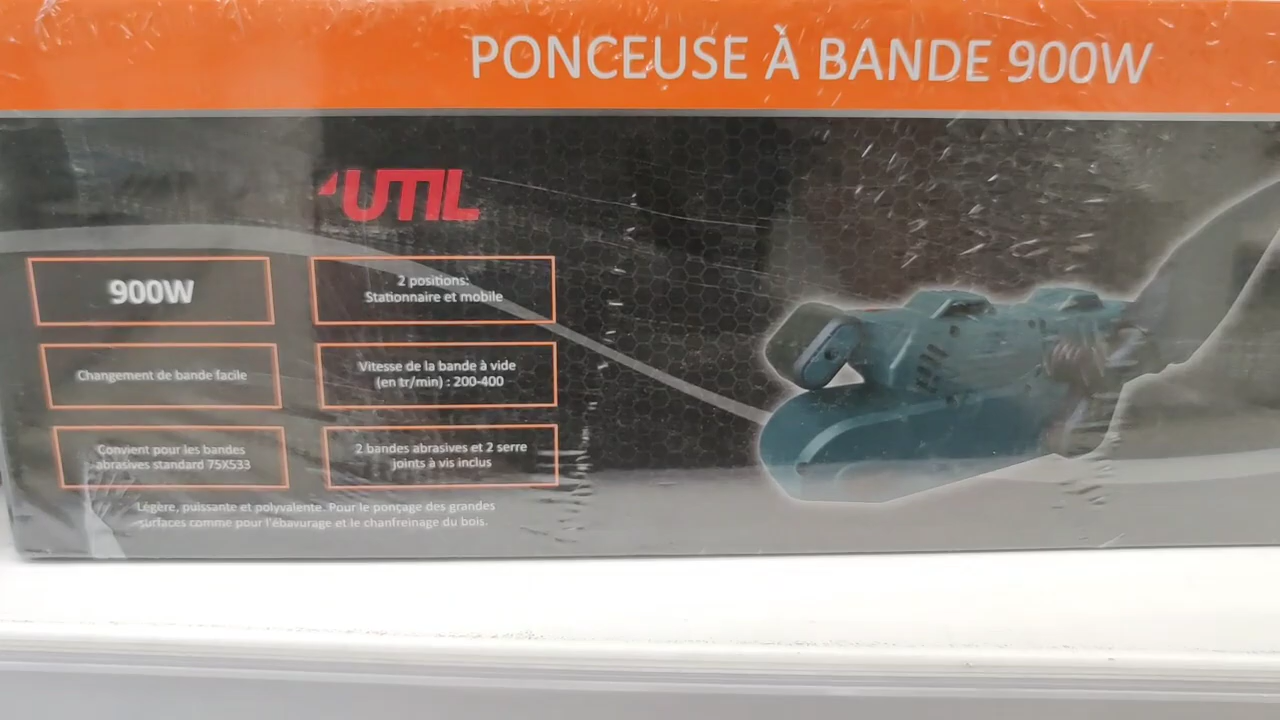 PONCEUSE À BANDE 900W
'UTIL
900W
2 positions:
Stationnaire et mobile
Changement de bande facile
Vitesse de la bande à vide
(en tr/min) : 200-400
Convient pour les bandes
abrasives standard 75X533
2 bandes abrasives et 2 serre
joints à vis inclus
Légère, puissante et polyvalente. Pour le ponçage des grandes
surfaces comme pour l'ébavurage et le chanfreinage du bois.